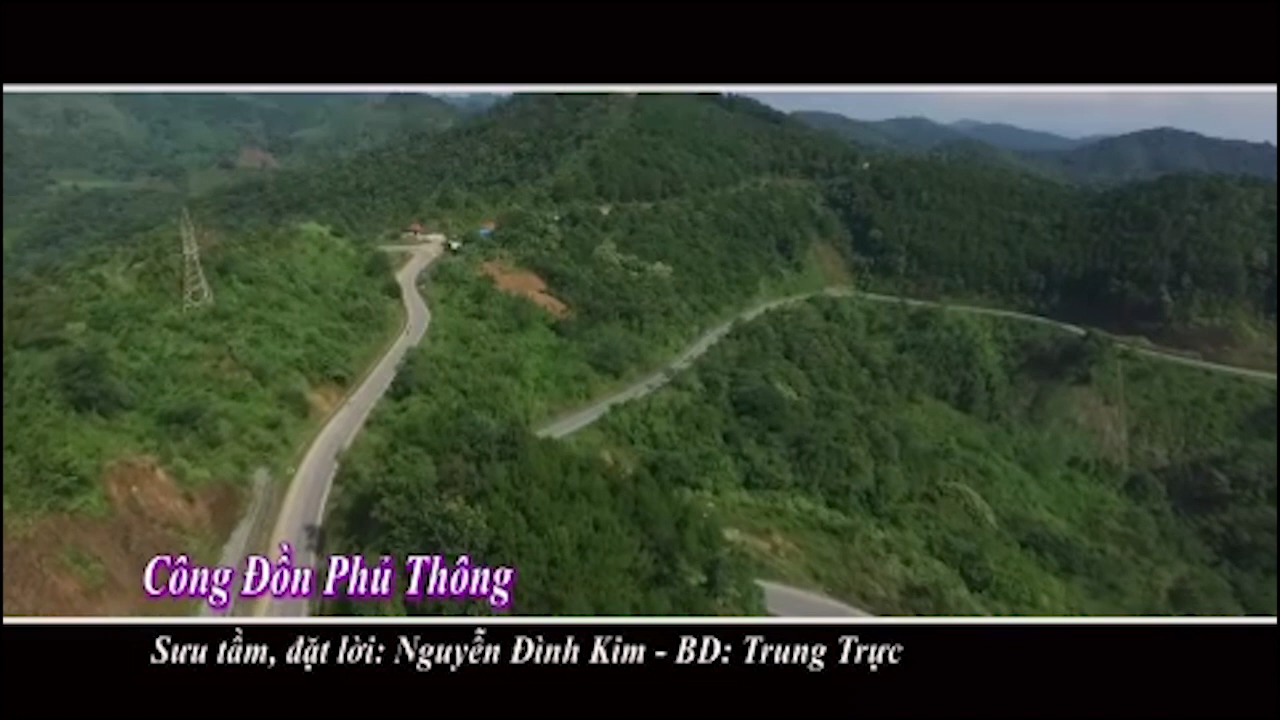 Công Đồn Phủ Thông
Sưu tầm, đặt lời: Nguyễn Đình Kim - BD: Trung Trực